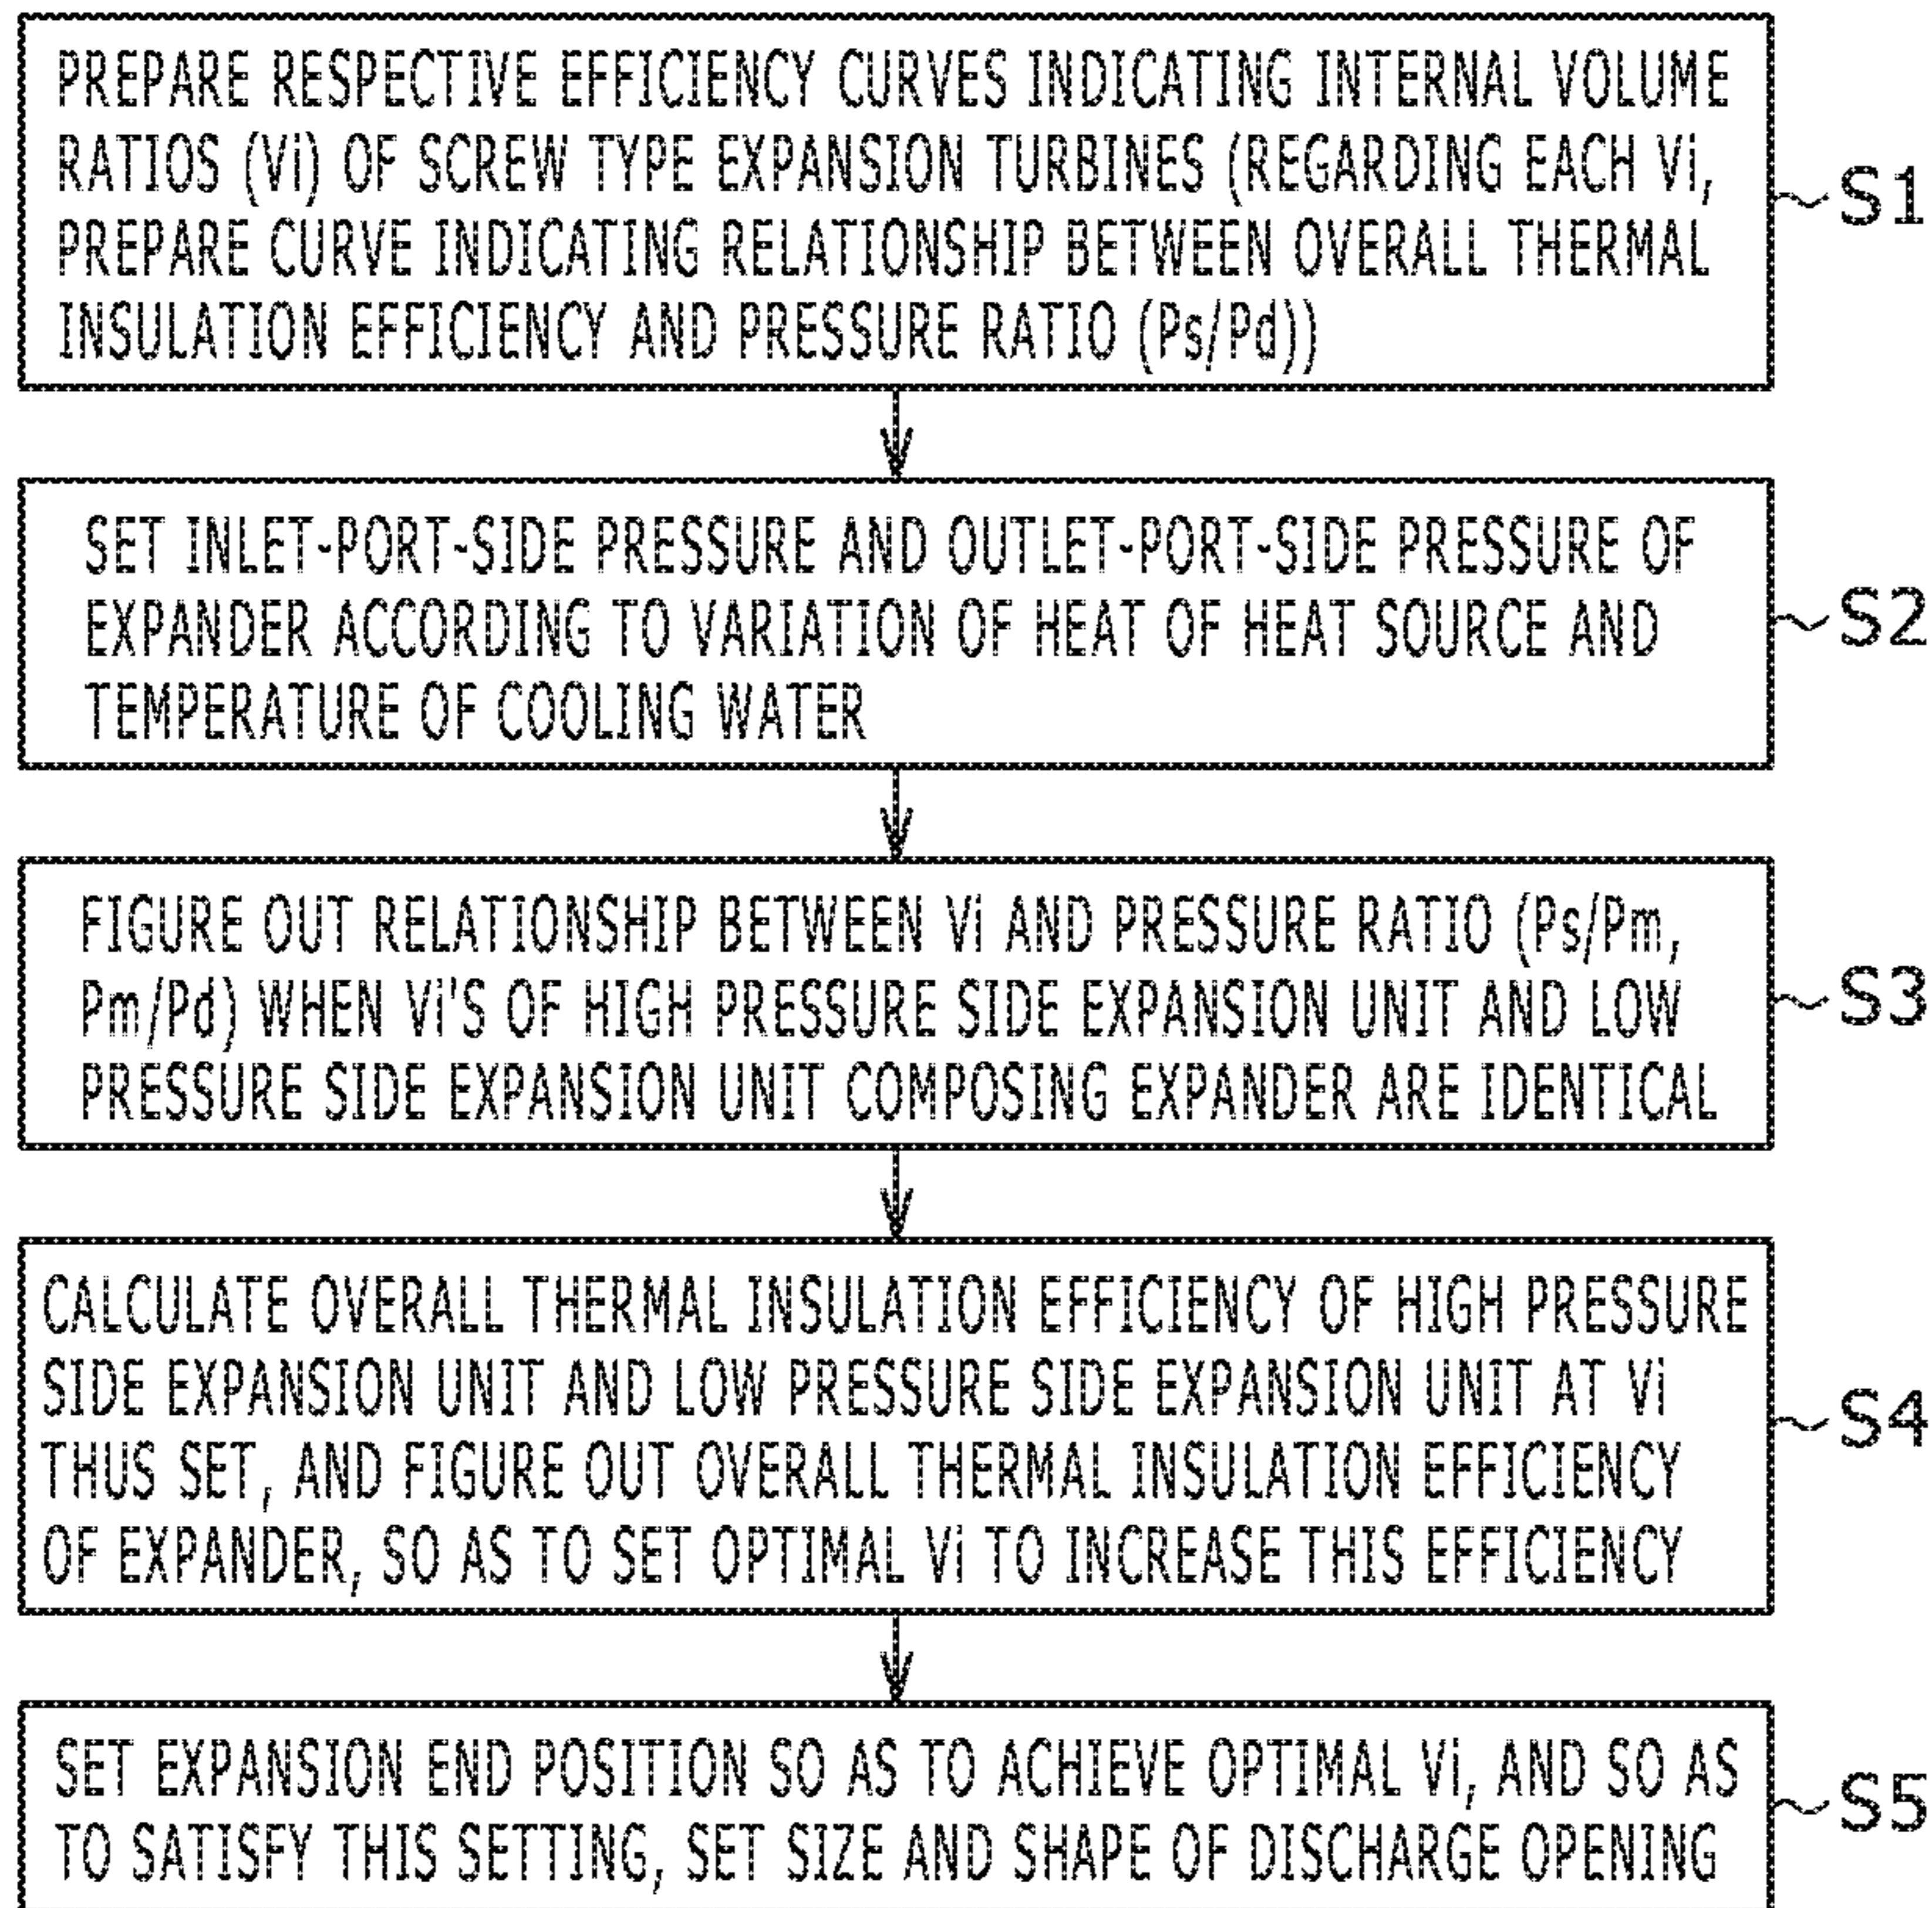 PREPARE RESPECTIVE EFFICIENCY CURVES INDICATING INTERNAL VOLUME
RATIOS (Vi) OF SCREW TYPE EXPANSION TURBINES (REGARDING EACH Vi,
PREPARE CURVE INDICATING RELATIONSHIP BETWEEN OVERALL THERMAL
INSULATION EFFICIENCY AND PRESSURE RATIO (Ps/Pd))
S1
SET INLET-PORT-SIDE PRESSURE AND OUTLET-PORT-SIDE PRESSURE OF
EXPANDER ACCORDING TO VARIATION OF HEAT OF HEAT SOURCE AND
TEMPERATURE OF COOLING WATER
S2
FIGURE OUT RELATIONSHIP BETWEEN Vi AND PRESSURE RATIO (Ps/Pm,
Pm/Pd) WHEN Vi'S OF HIGH PRESSURE SIDE EXPANSION UNIT AND LOW
PRESSURE SIDE EXPANSION UNIT COMPOSING EXPANDER ARE IDENTICAL
S3
CALCULATE OVERALL THERMAL INSULATION EFFICIENCY OF HIGH PRESSURE
SIDE EXPANSION UNIT AND LOW PRESSURE SIDE EXPANSION UNIT AT Vi
THUS SET, AND FIGURE OUT OVERALL THERMAL INSULATION EFFICIENCY
OF EXPANDER, SO AS TO SET OPTIMAL Vi TO INCREASE THIS EFFICIENCY
S4
SET EXPANSION END POSITION SO AS TO ACHIEVE OPTIMAL Vi, AND SO AS
TO SATISFY THIS SETTING, SET SIZE AND SHAPE OF DISCHARGE OPENING
S5